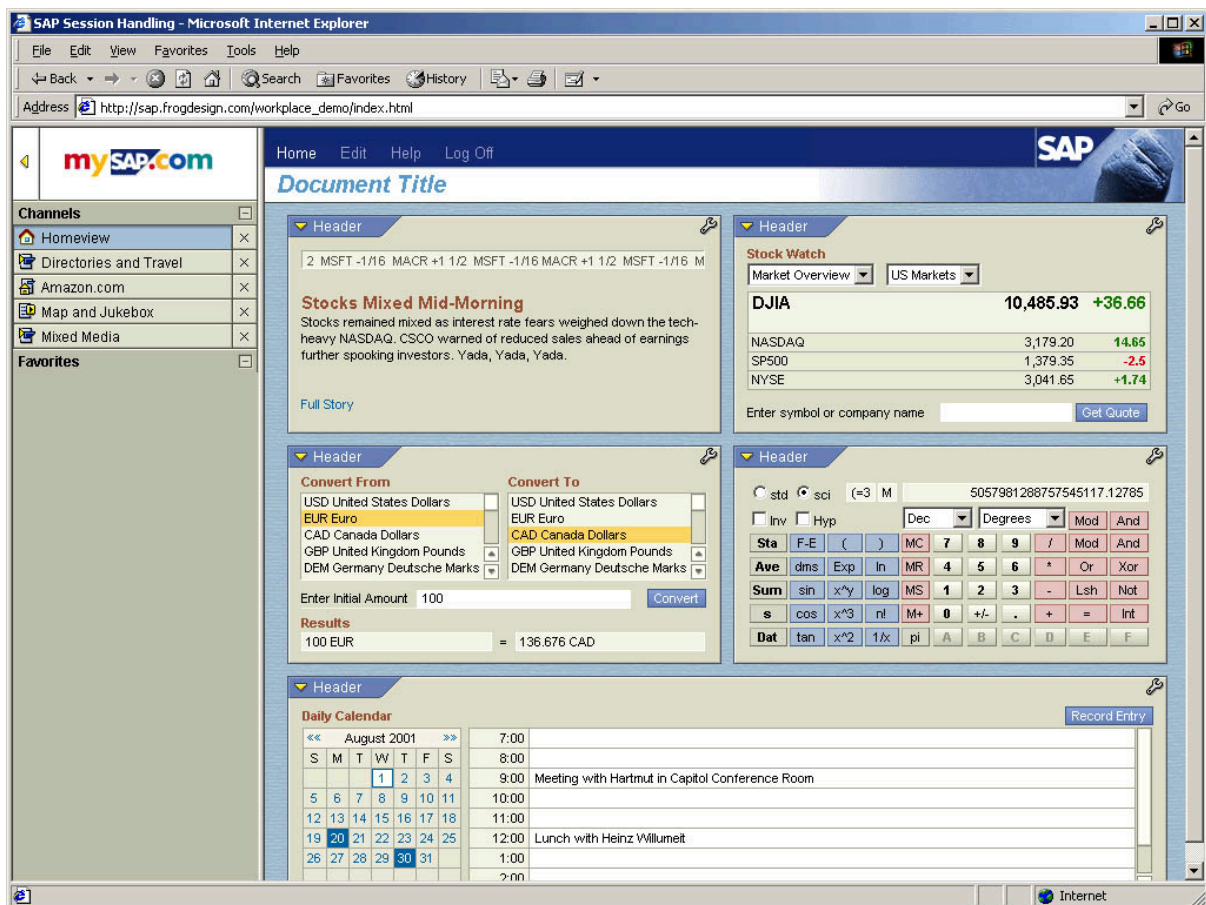 SAP Session Handling - Microsoft Internet Explorer
File Edit View Favorites Tools Help
Back Search Favorites History
Address http://sap.frogdesign.com/workplace_demo/index.html Go
mySAP.com
Channels
Homeview
Directories and Travel
Amazon.com
Map and Jukebox
Mixed Media
Favorites
Home Edit Help Log Off
SAP
Document Title
Header
2 MSFT -1/16 MACR +1 1/2 MSFT -1/16 MACR +1 1/2 MSFT -1/16 M
Stocks Mixed Mid-Morning
Stocks remained mixed as interest rate fears weighed down the tech-
heavy NASDAQ. CSCO warned of reduced sales ahead of earnings
further spooking investors. Yada, Yada, Yada.
Full Story
Header
Stock Watch
Market Overview US Markets
DJIA 10,485.93 +36.66
NASDAQ 3,179.20 14.65
SP500 1,379.35 -2.5
NYSE 3,041.65 +1.74
Enter symbol or company name Get Quote
Header
Convert From Convert To
USD United States Dollars USD United States Dollars
EUR Euro EUR Euro
CAD Canada Dollars CAD Canada Dollars
GBP United Kingdom Pounds GBP United Kingdom Pounds
DEM Germany Deutsche Marks DEM Germany Deutsche Marks
Enter Initial Amount 100 Convert
Results
100 EUR = 136.676 CAD
Header
std sci (=3 M 5057981288757545117.12785
Inv Hyp Dec Degrees Mod And
Sta F-E ( ) MC 7 8 9 / Mod And
Ave dms Exp ln MR 4 5 6 * Or Xor
Sum sin x^y log MS 1 2 3 - Lsh Not
s cos x^3 n! M+ 0 +/- . + = Int
Dat tan x^2 1/x pi A B C D E F
Header
Daily Calendar Record Entry
<< August 2001 >>
S M T W T F S
1 2 3 4
5 6 7 8 9 10 11
12 13 14 15 16 17 18
19 20 21 22 23 24 25
26 27 28 29 30 31
7:00
8:00
9:00 Meeting with Hartmut in Capitol Conference Room
10:00
11:00
12:00 Lunch with Heinz Willumeit
1:00
2:00
Internet